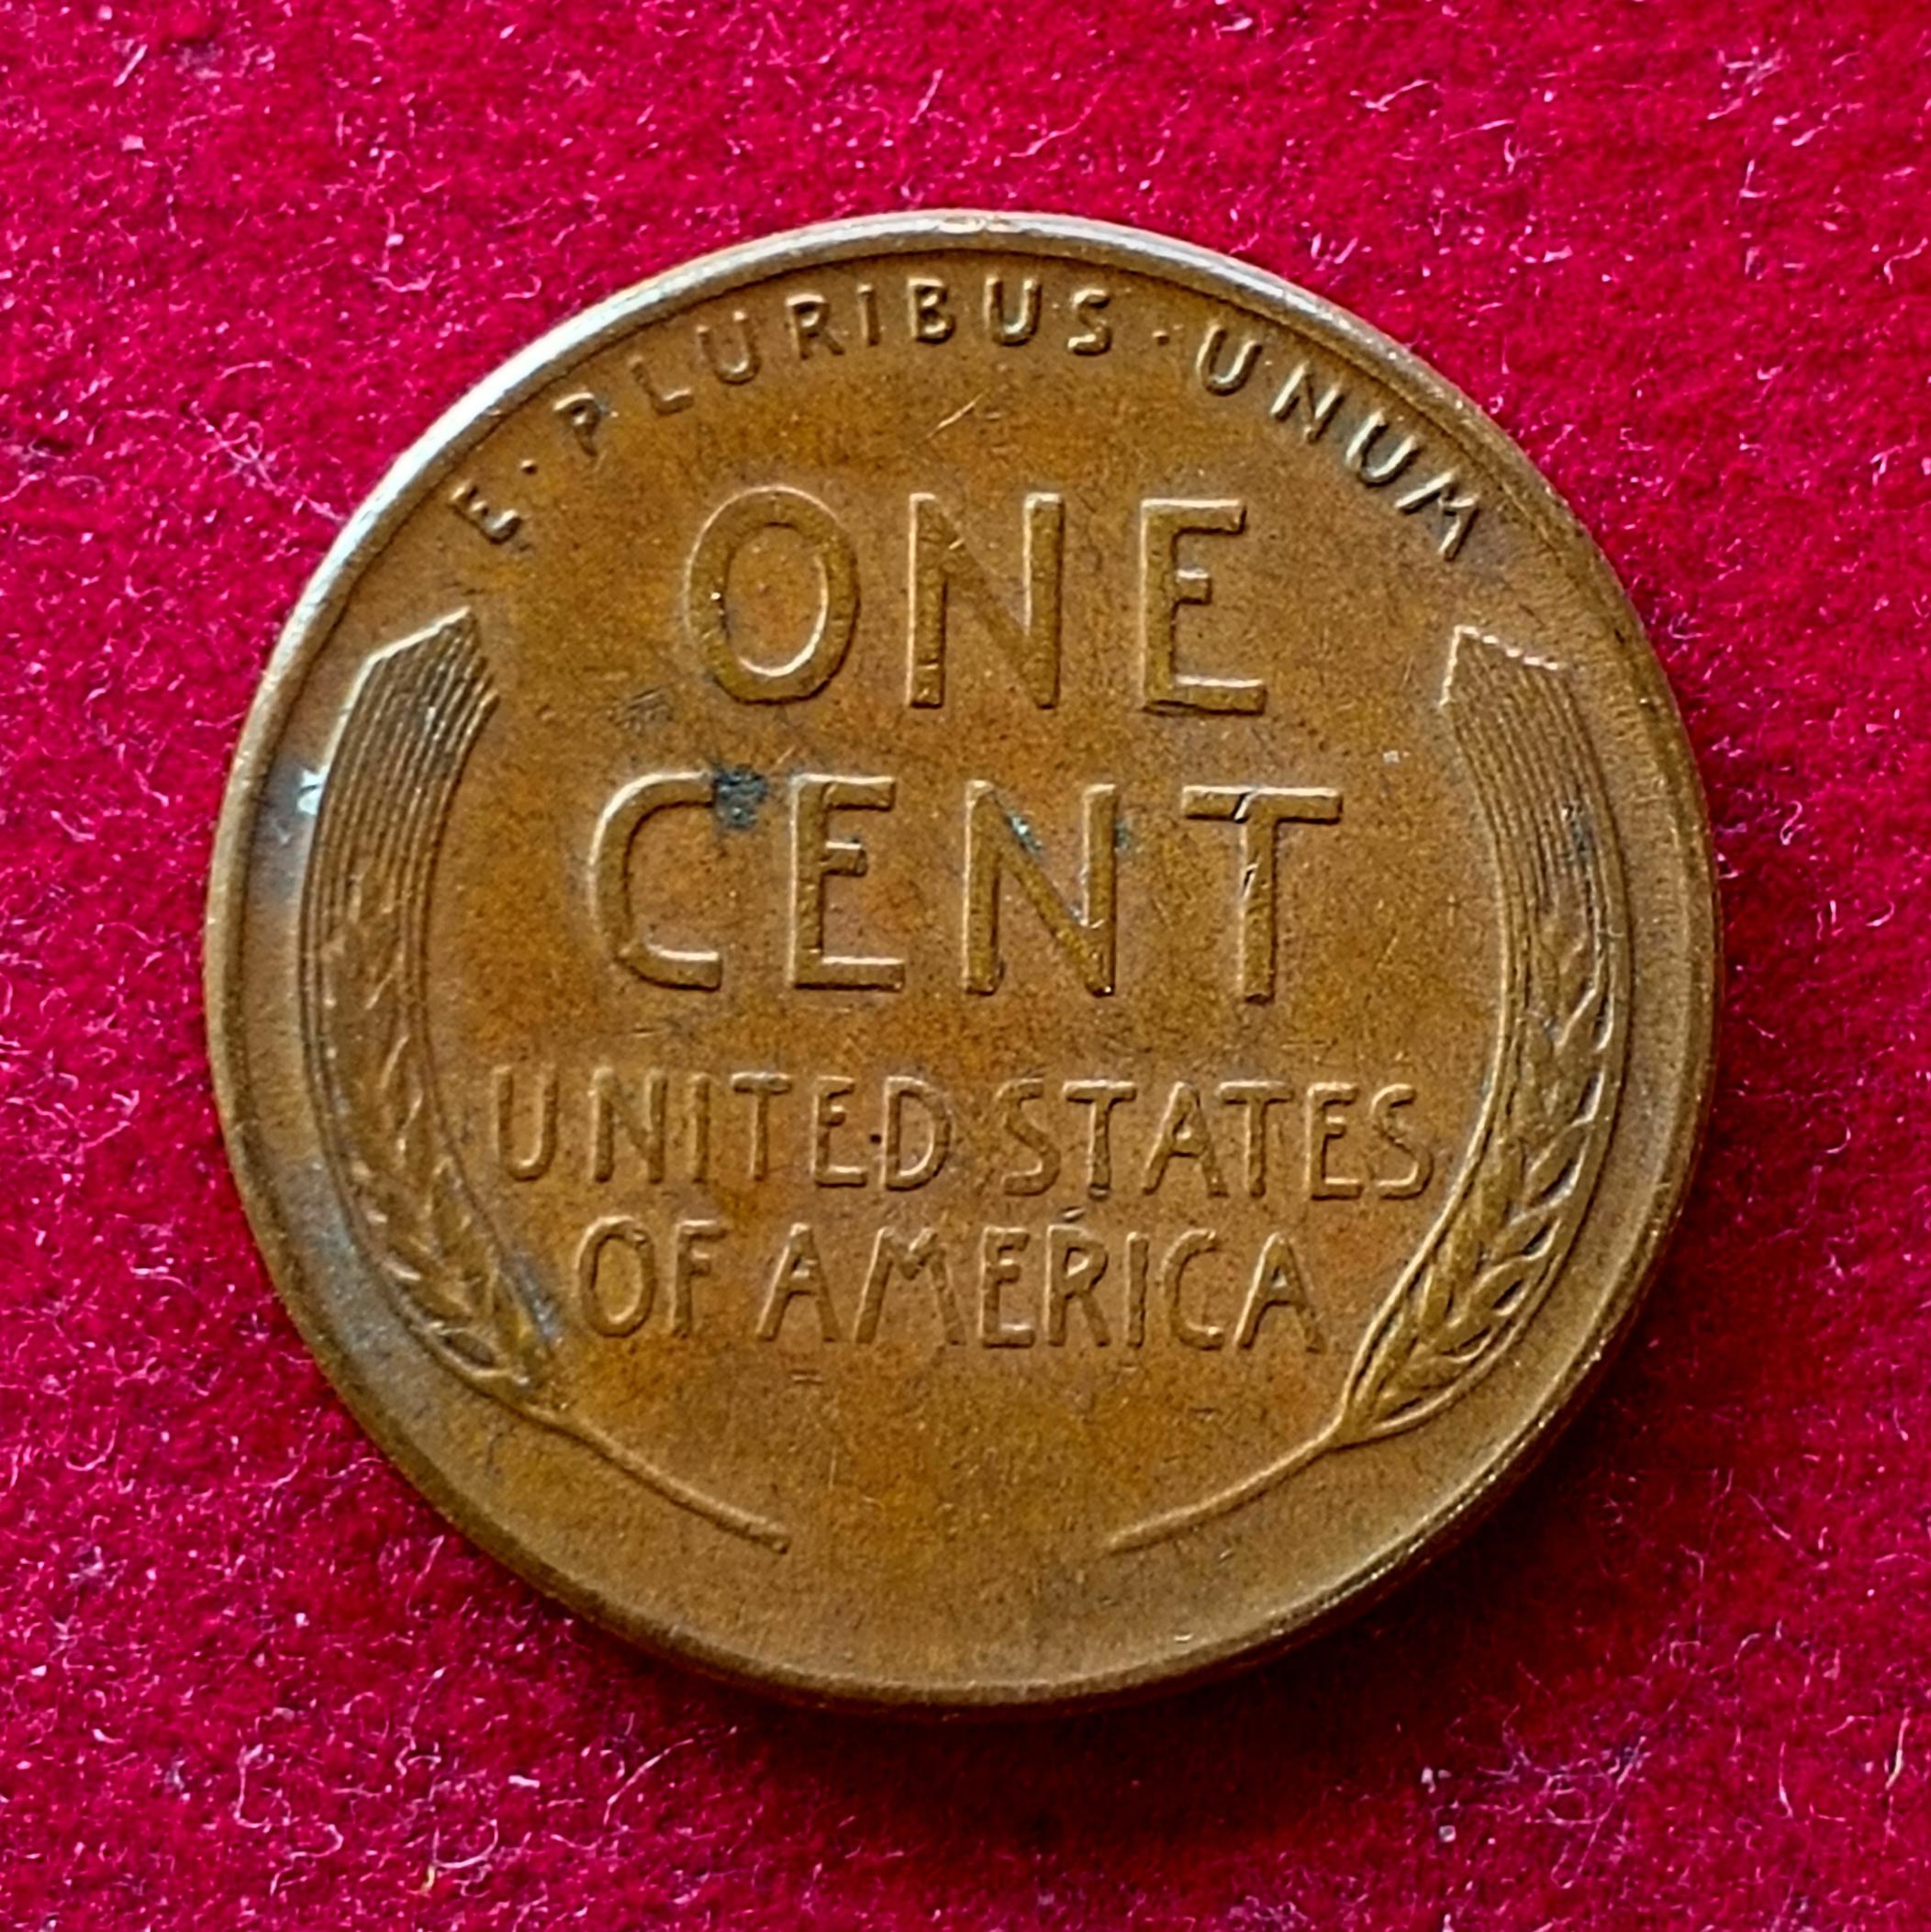 E·PLURIBUS·UNUM
ONE
CENT
UNITED STATES
OF AMERICA